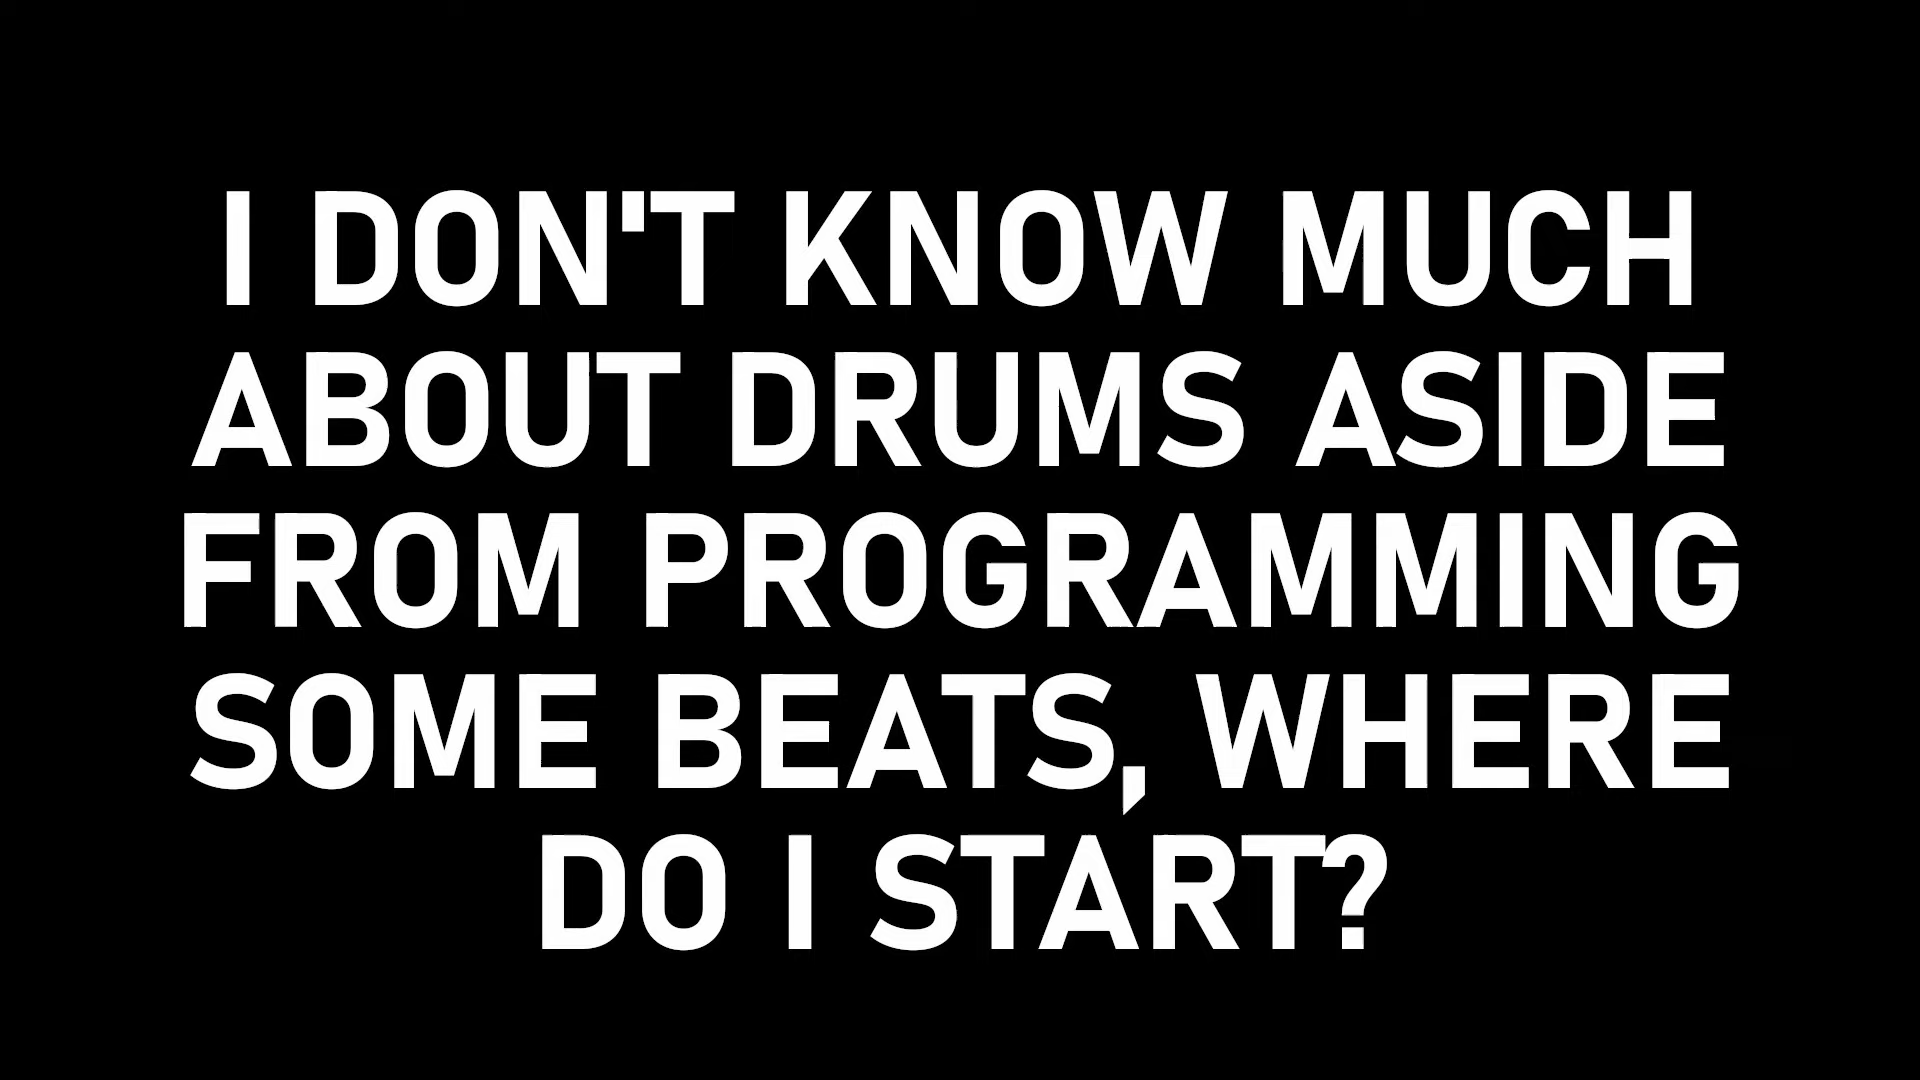 I DON'T KNOW MUCH
ABOUT DRUMS ASIDE
FROM PROGRAMMING
SOME BEATS, WHERE
DO I START?